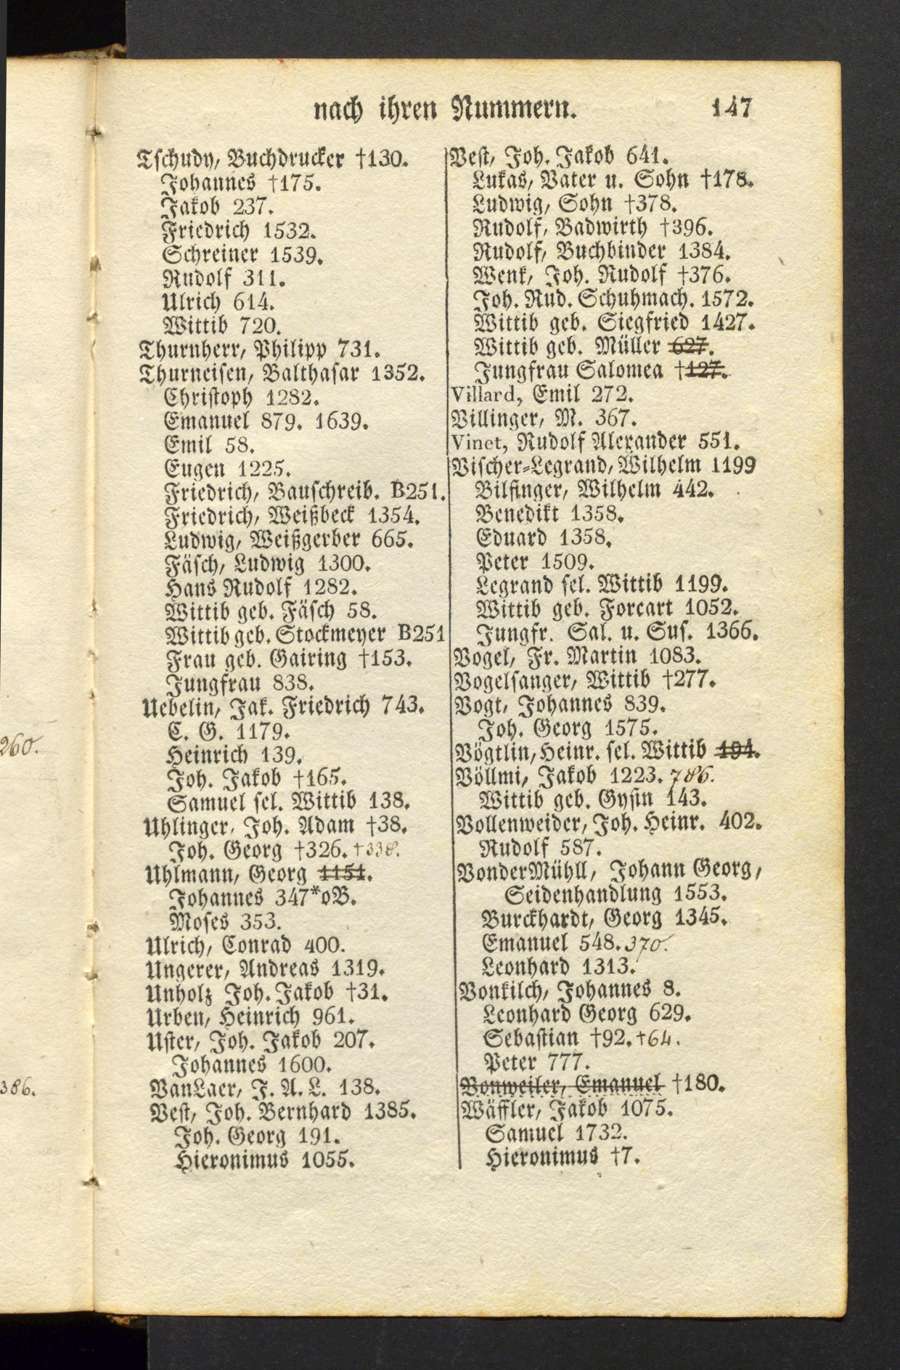 nach ihren Nummern. 147
Tschudy, Buchdrucker †130.
Johannes †175.
Jakob 237.
Friedrich 1532.
Schreiner 1539.
Rudolf 311.
Ulrich 614.
Wittib 720.
Thurnherr, Philipp 731.
Thurneisen, Balthasar 1352.
Christoph 1282.
Emanuel 879. 1639.
Emil 58.
Eugen 1225.
Friedrich, Bauschreib. B251.
Friedrich, Weißbeck 1354.
Ludwig, Weißgerber 665.
Fäsch, Ludwig 1300.
Hans Rudolf 1282.
Wittib geb. Fäsch 58.
Wittib geb. Stockmeyer B251
Frau geb. Gairing †153.
Jungfrau 838.
Uebelin, Jak. Friedrich 743.
C. G. 1179.
Heinrich 139.
Joh. Jakob †165.
Samuel sel. Wittib 138.
Uhlinger, Joh. Adam †38.
Joh. Georg †326. †338.
Uhlmann, Georg 1151.
Johannes 347*oB.
Moses 353.
Ulrich, Conrad 400.
Ungerer, Andreas 1319.
Unholz Joh. Jakob †31.
Urben, Heinrich 961.
Uster, Joh. Jakob 207.
Johannes 1600.
VanLaer, J. A. L. 138.
Vest, Joh. Bernhard 1385.
Joh. Georg 191.
Hieronimus 1055.
Vest, Joh. Jakob 641.
Lukas, Vater u. Sohn †178.
Ludwig, Sohn †378.
Rudolf, Badwirth †396.
Rudolf, Buchbinder 1384.
Wenk, Joh. Rudolf †376.
Joh. Rud. Schuhmach. 1572.
Wittib geb. Siegfried 1427.
Wittib geb. Müller 627.
Jungfrau Salomea †127.
Villard, Emil 272.
Villinger, M. 367.
Vinet, Rudolf Alexander 551.
Vischer-Legrand, Wilhelm 1199
Bilfinger, Wilhelm 442.
Benedikt 1358.
Eduard 1358.
Peter 1509.
Legrand sel. Wittib 1199.
Wittib geb. Forcart 1052.
Jungfr. Sal. u. Sus. 1366.
Vogel, Fr. Martin 1083.
Vogelsanger, Wittib †277.
Vogt, Johannes 839.
Joh. Georg 1575.
Vögtlin, Heinr. sel. Wittib 194.
Völlmi, Jakob 1223. 786.
Wittib geb. Gysin 143.
Vollenweider, Joh. Heinr. 402.
Rudolf 587.
VonderMühll, Johann Georg,
Seidenhandlung 1553.
Burckhardt, Georg 1345.
Emanuel 548. 370.
Leonhard 1313.
Vonkilch, Johannes 8.
Leonhard Georg 629.
Sebastian †92. †64.
Peter 777.
Vonweiler, Emanuel †180.
Wäffler, Jakob 1075.
Samuel 1732.
Hieronimus †7.
260.
386.